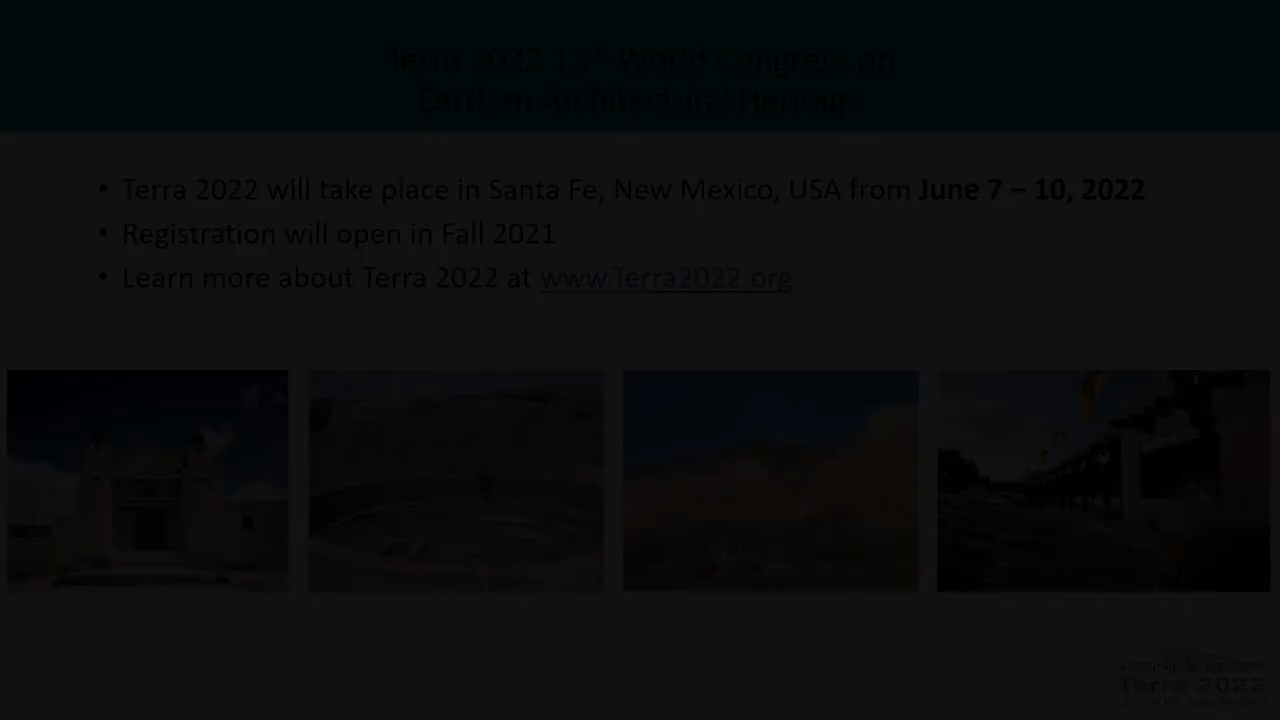 Terra 2022 13th World Congress on
Earthen Architectural Heritage
• Terra 2022 will take place in Santa Fe, New Mexico, USA from June 7 – 10, 2022
• Registration will open in Fall 2021
• Learn more about Terra 2022 at www.Terra2022.org
Terra 2022